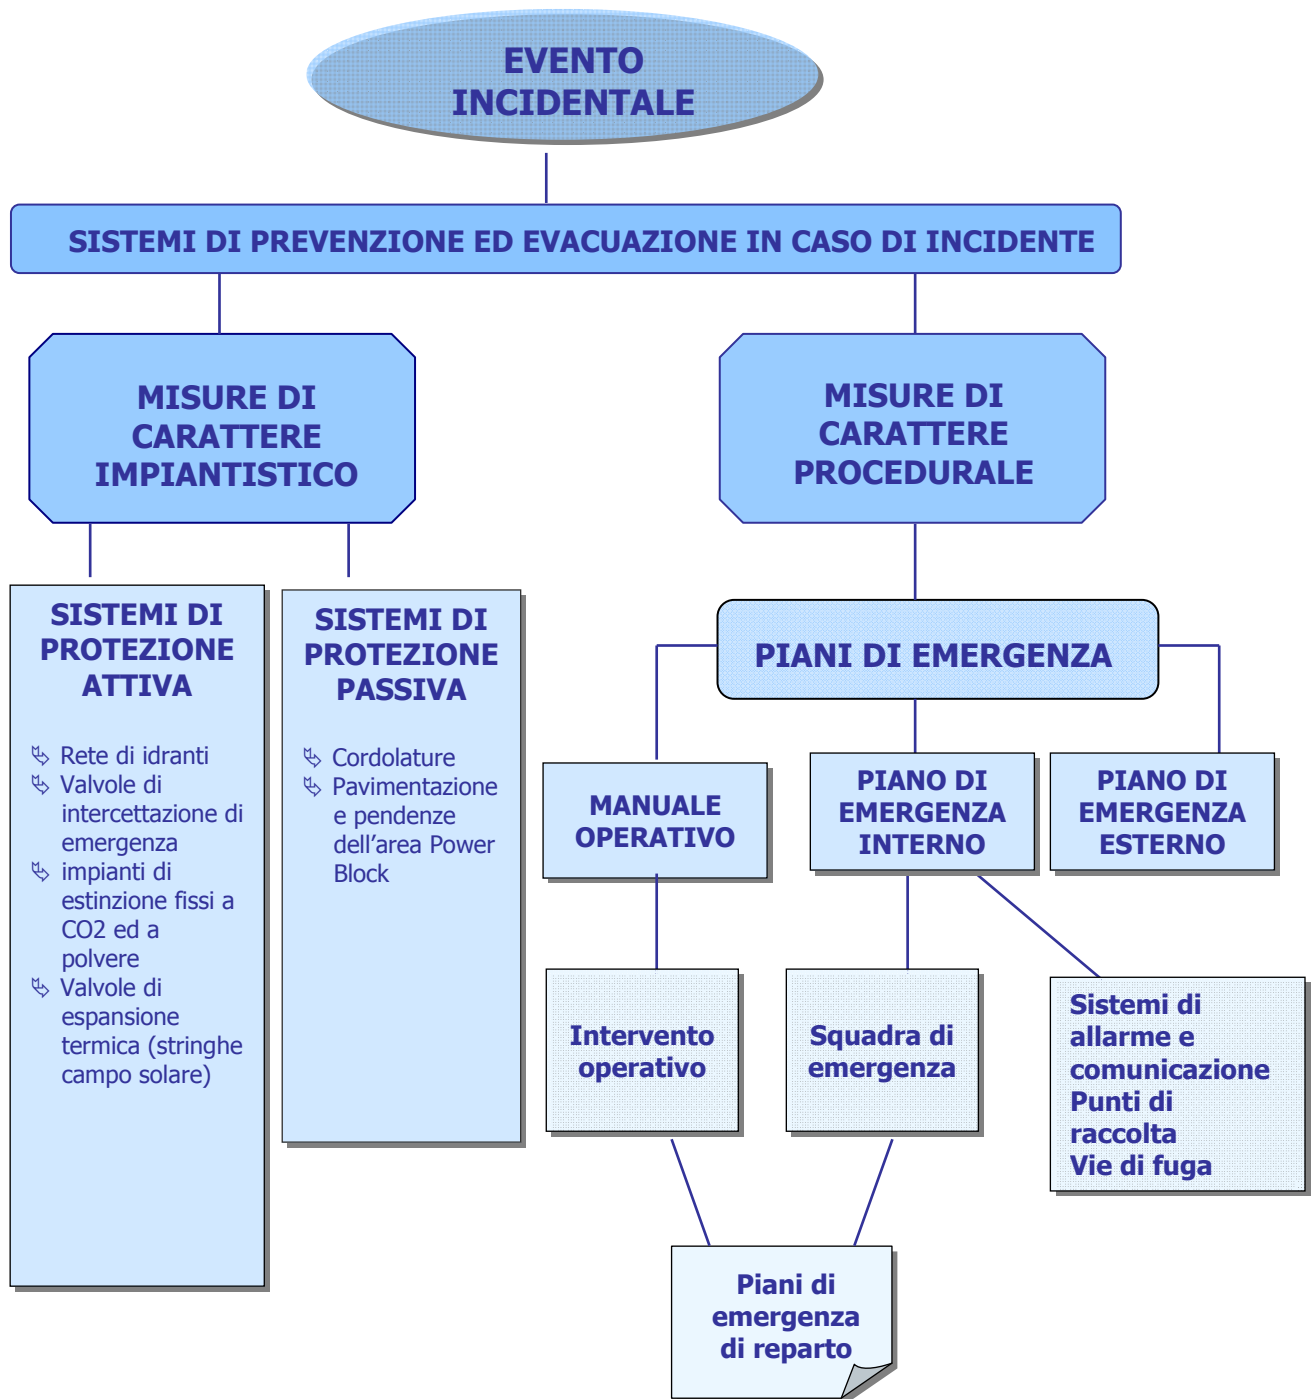 EVENTO
INCIDENTALE
SISTEMI DI PREVENZIONE ED EVACUAZIONE IN CASO DI INCIDENTE
MISURE DI
CARATTERE
IMPIANTISTICO
MISURE DI
CARATTERE
PROCEDURALE
SISTEMI DI
PROTEZIONE
ATTIVA
Rete di idranti
Valvole di
intercettazione di
emergenza
impianti di
estinzione fissi a
CO2 ed a
polvere
Valvole di
espansione
termica (stringhe
campo solare)
SISTEMI DI
PROTEZIONE
PASSIVA
Cordolature
Pavimentazione
e pendenze
dell’area Power
Block
PIANI DI EMERGENZA
MANUALE
OPERATIVO
PIANO DI
EMERGENZA
INTERNO
PIANO DI
EMERGENZA
ESTERNO
Intervento
operativo
Squadra di
emergenza
Sistemi di
allarme e
comunicazione
Punti di
raccolta
Vie di fuga
Piani di
emergenza
di reparto